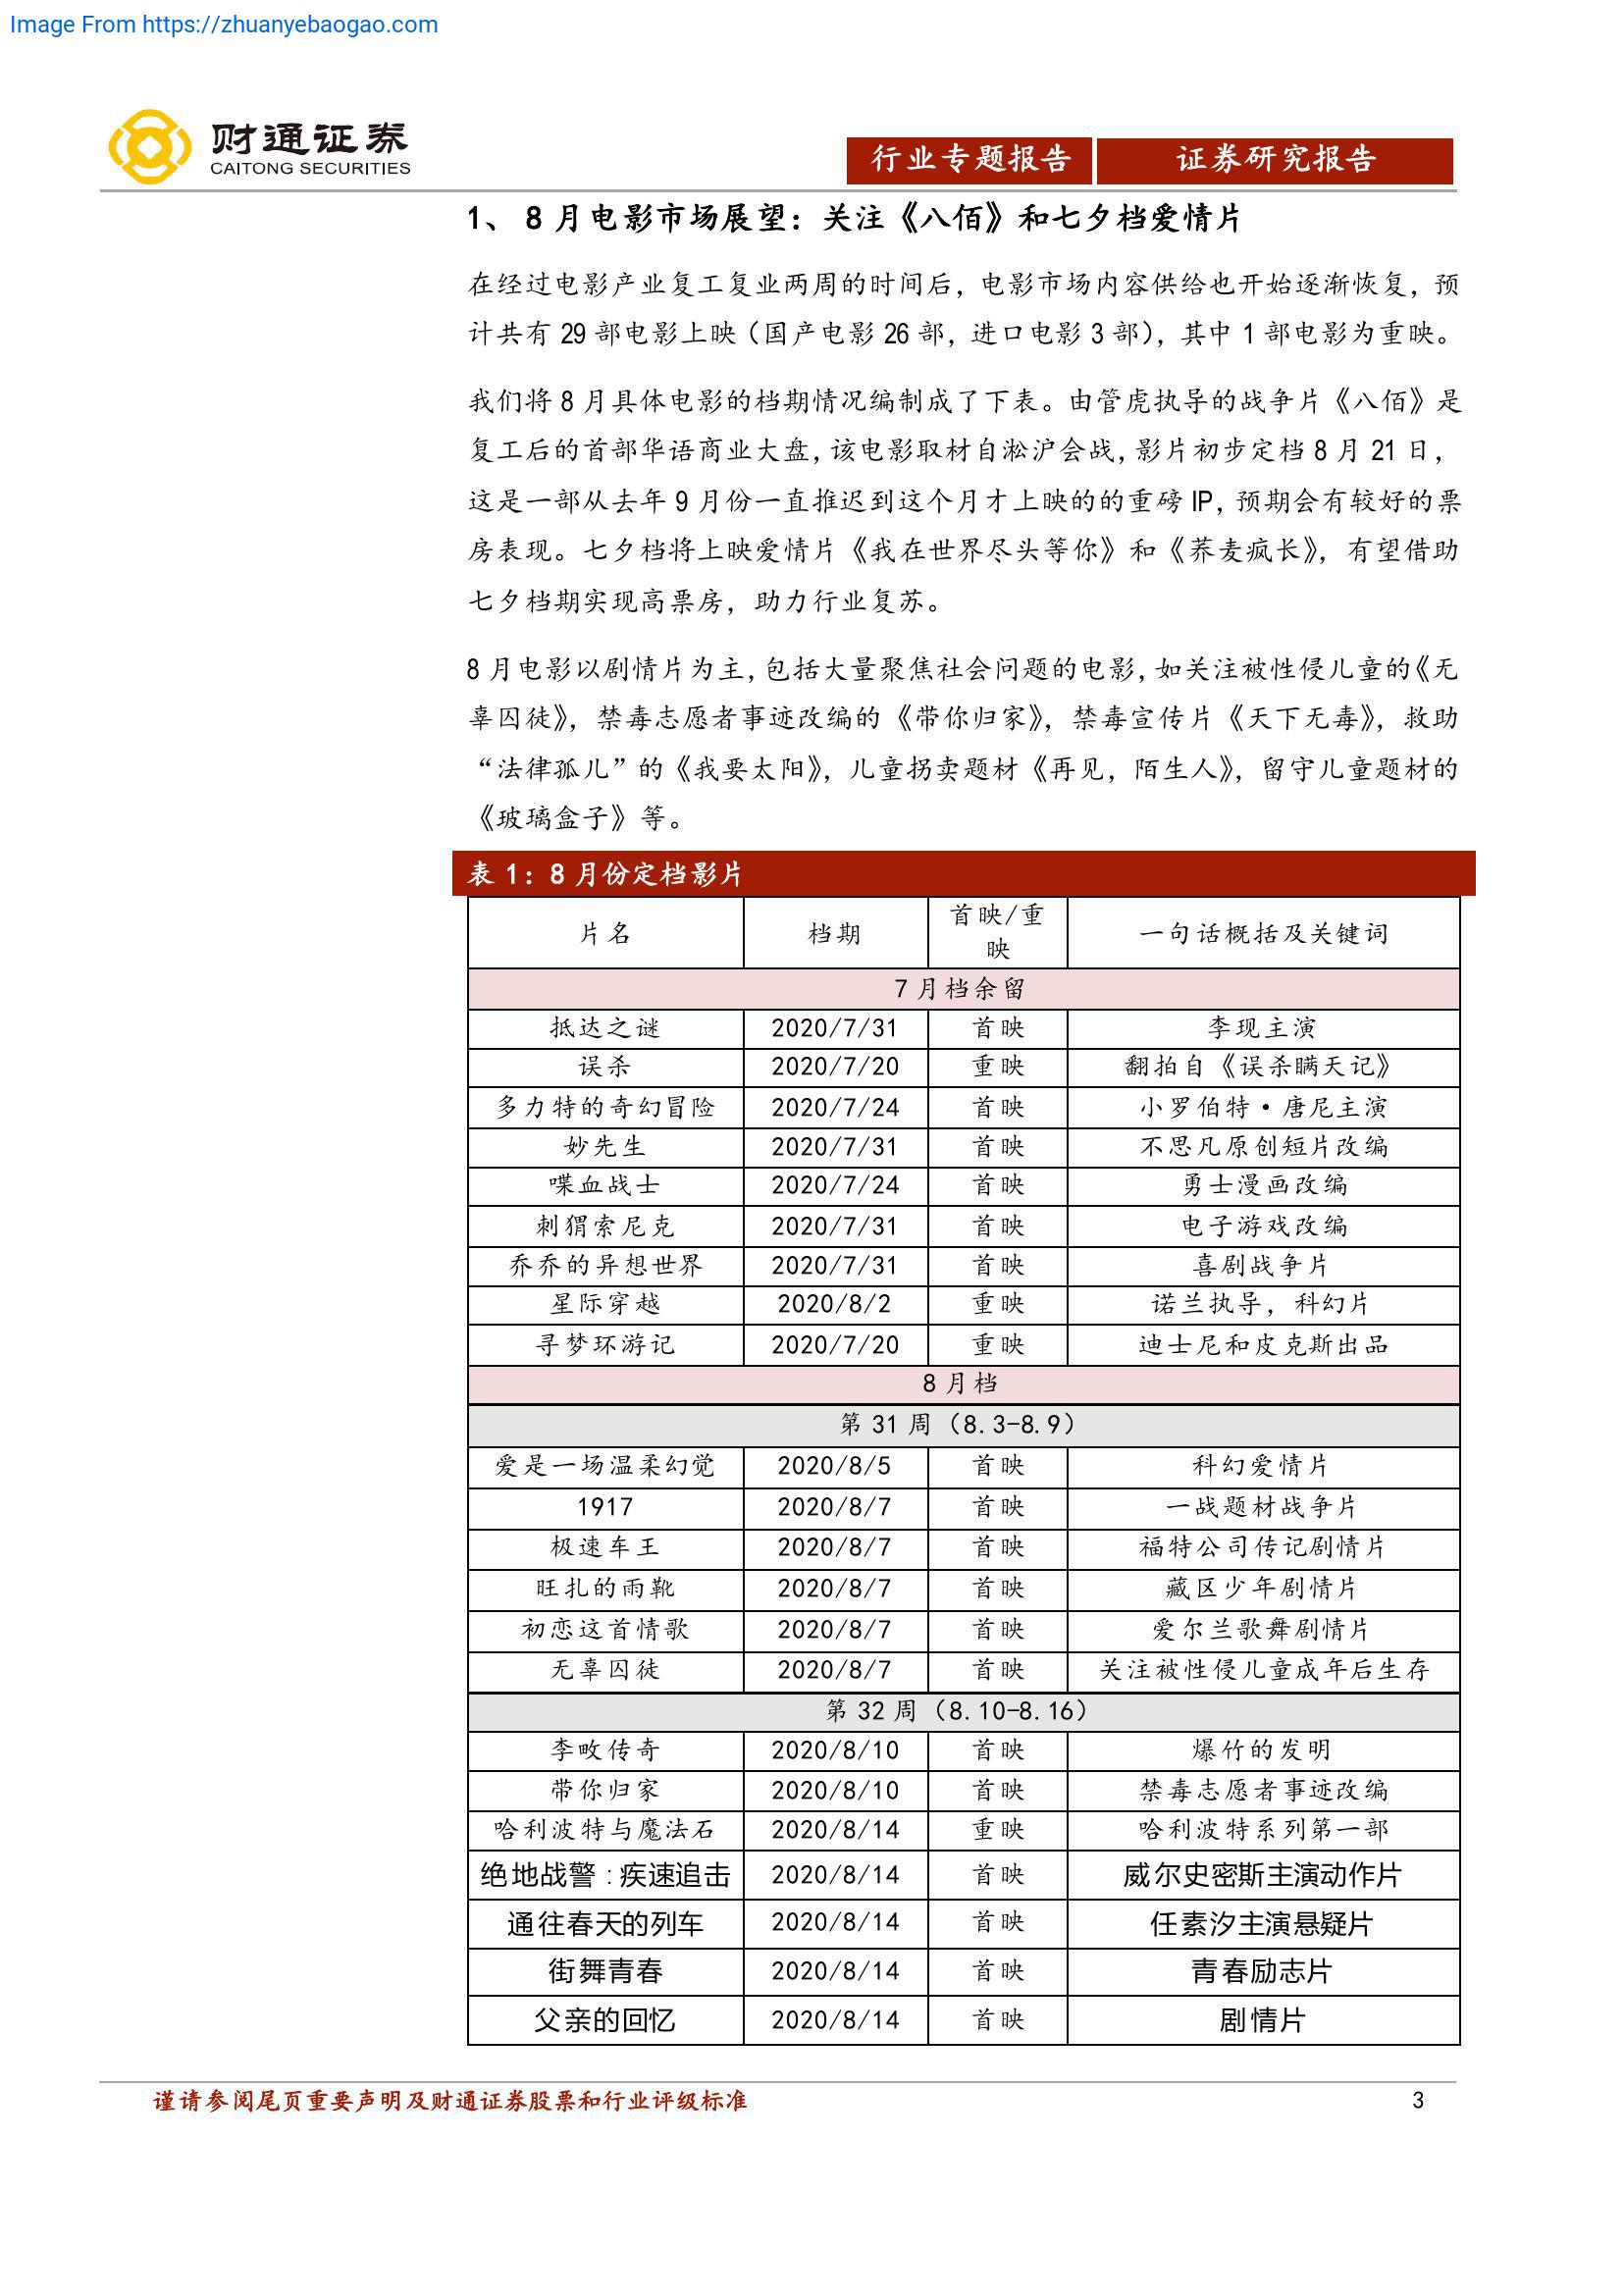 Image From https://zhuanyebaogao.com
财通证券
CAITONG SECURITIES
行业专题报告 证券研究报告
1、 8 月电影市场展望：关注《八佰》和七夕档爱情片
在经过电影产业复工复业两周的时间后，电影市场内容供给也开始逐渐恢复，预
计共有 29 部电影上映（国产电影 26 部，进口电影 3 部），其中 1 部电影为重映。
我们将 8 月具体电影的档期情况编制成了下表。由管虎执导的战争片《八佰》是
复工后的首部华语商业大盘，该电影取材自淞沪会战，影片初步定档 8 月 21 日，
这是一部从去年 9 月份一直推迟到这个月才上映的的重磅 IP，预期会有较好的票
房表现。七夕档将上映爱情片《我在世界尽头等你》和《荞麦疯长》，有望借助
七夕档期实现高票房，助力行业复苏。
8 月电影以剧情片为主，包括大量聚焦社会问题的电影，如关注被性侵儿童的《无
辜囚徒》，禁毒志愿者事迹改编的《带你归家》，禁毒宣传片《天下无毒》，救助
“法律孤儿”的《我要太阳》，儿童拐卖题材《再见，陌生人》，留守儿童题材的
《玻璃盒子》等。
表 1：8 月份定档影片
片名 档期 首映/重映 一句话概括及关键词
7 月档余留
抵达之谜 2020/7/31 首映 李现主演
误杀 2020/7/20 重映 翻拍自《误杀瞒天记》
多力特的奇幻冒险 2020/7/24 首映 小罗伯特·唐尼主演
妙先生 2020/7/31 首映 不思凡原创短片改编
喋血战士 2020/7/24 首映 勇士漫画改编
刺猬索尼克 2020/7/31 首映 电子游戏改编
乔乔的异想世界 2020/7/31 首映 喜剧战争片
星际穿越 2020/8/2 重映 诺兰执导，科幻片
寻梦环游记 2020/7/20 重映 迪士尼和皮克斯出品
8 月档
第 31 周（8.3-8.9）
爱是一场温柔幻觉 2020/8/5 首映 科幻爱情片
1917 2020/8/7 首映 一战题材战争片
极速车王 2020/8/7 首映 福特公司传记剧情片
旺扎的雨靴 2020/8/7 首映 藏区少年剧情片
初恋这首情歌 2020/8/7 首映 爱尔兰歌舞剧情片
无辜囚徒 2020/8/7 首映 关注被性侵儿童成年后生存
第 32 周（8.10-8.16）
李畋传奇 2020/8/10 首映 爆竹的发明
带你归家 2020/8/10 首映 禁毒志愿者事迹改编
哈利波特与魔法石 2020/8/14 重映 哈利波特系列第一部
绝地战警：疾速追击 2020/8/14 首映 威尔史密斯主演动作片
通往春天的列车 2020/8/14 首映 任素汐主演悬疑片
街舞青春 2020/8/14 首映 青春励志片
父亲的回忆 2020/8/14 首映 剧情片
谨请参阅尾页重要声明及财通证券股票和行业评级标准 3